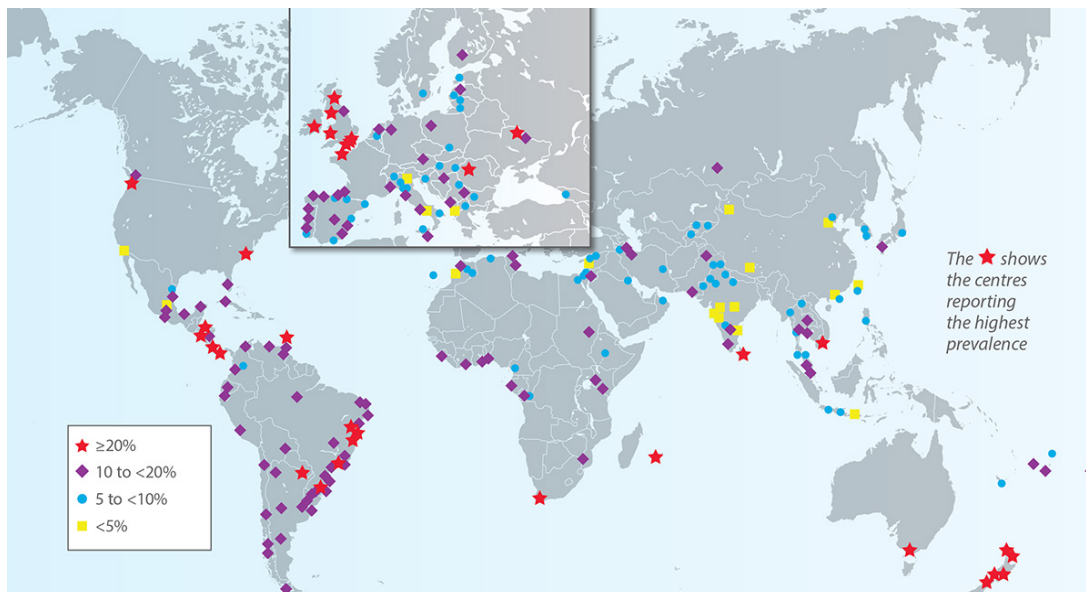 The ★ shows
the centres
reporting
the highest
prevalence
≥20%
10 to <20%
5 to <10%
<5%